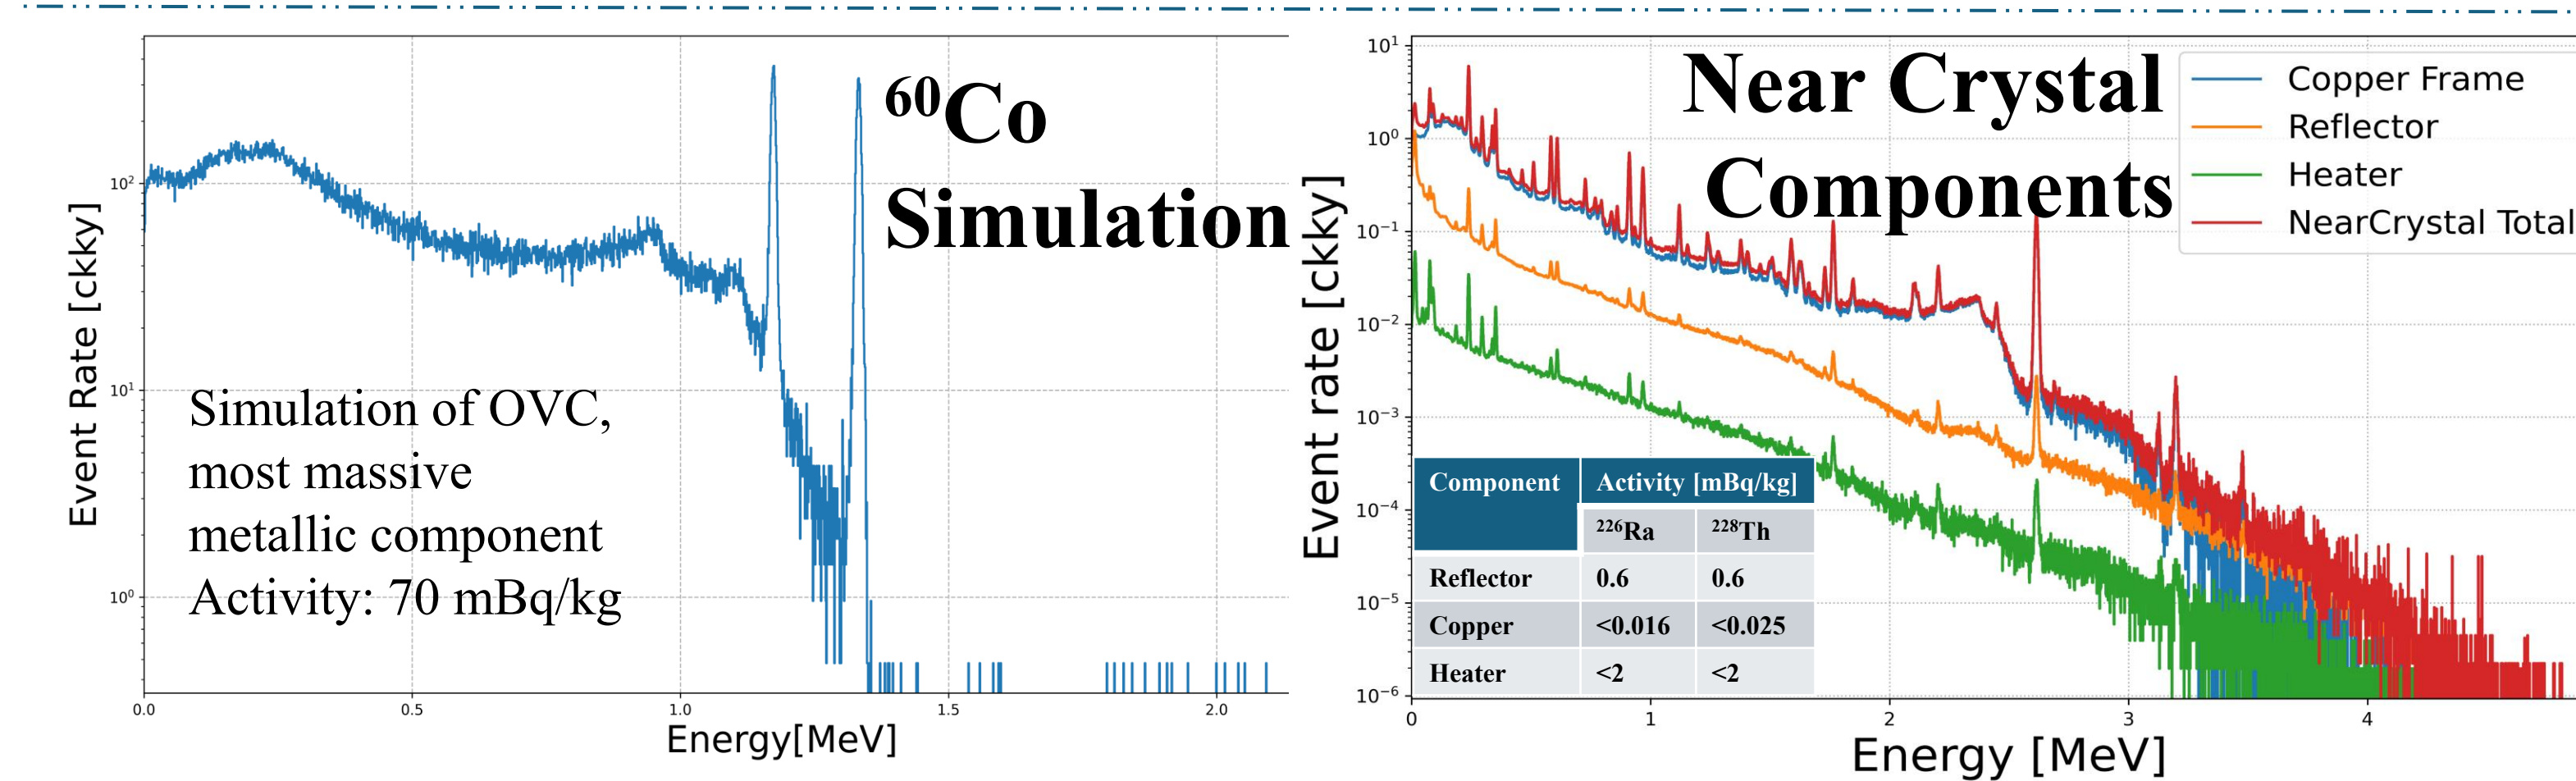 ⁶⁰Co
Simulation
Simulation of OVC,
most massive
metallic component
Activity: 70 mBq/kg
Event Rate [ckky]
10²
10¹
10⁰
0.0 0.5 1.0 1.5 2.0
Energy[MeV]
Near Crystal
Components
Copper Frame
Reflector
Heater
NearCrystal Total
Event rate [ckky]
10¹
10⁰
10⁻¹
10⁻²
10⁻³
10⁻⁴
10⁻⁵
10⁻⁶
Component Activity [mBq/kg]
²²⁶Ra ²²⁸Th
Reflector 0.6 0.6
Copper <0.016 <0.025
Heater <2 <2
0 1 2 3 4
Energy [MeV]